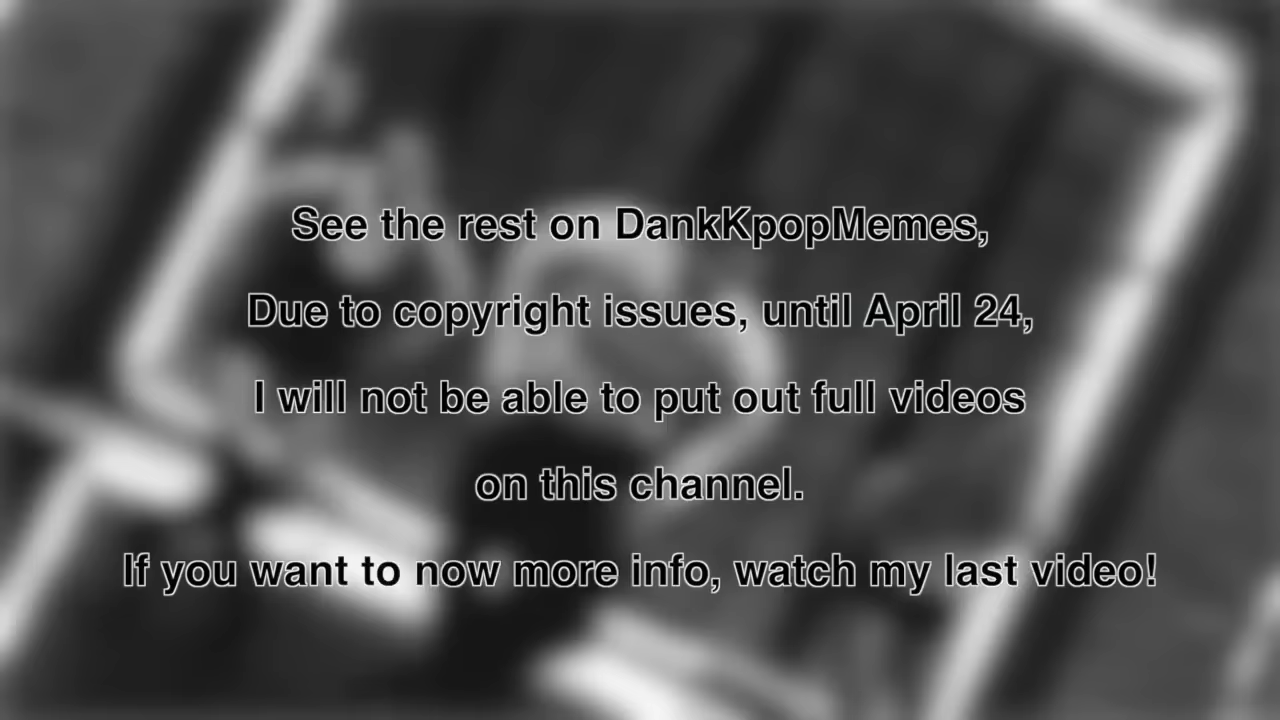 See the rest on DankKpopMemes,
Due to copyright issues, until April 24,
I will not be able to put out full videos
on this channel.
If you want to now more info, watch my last video!